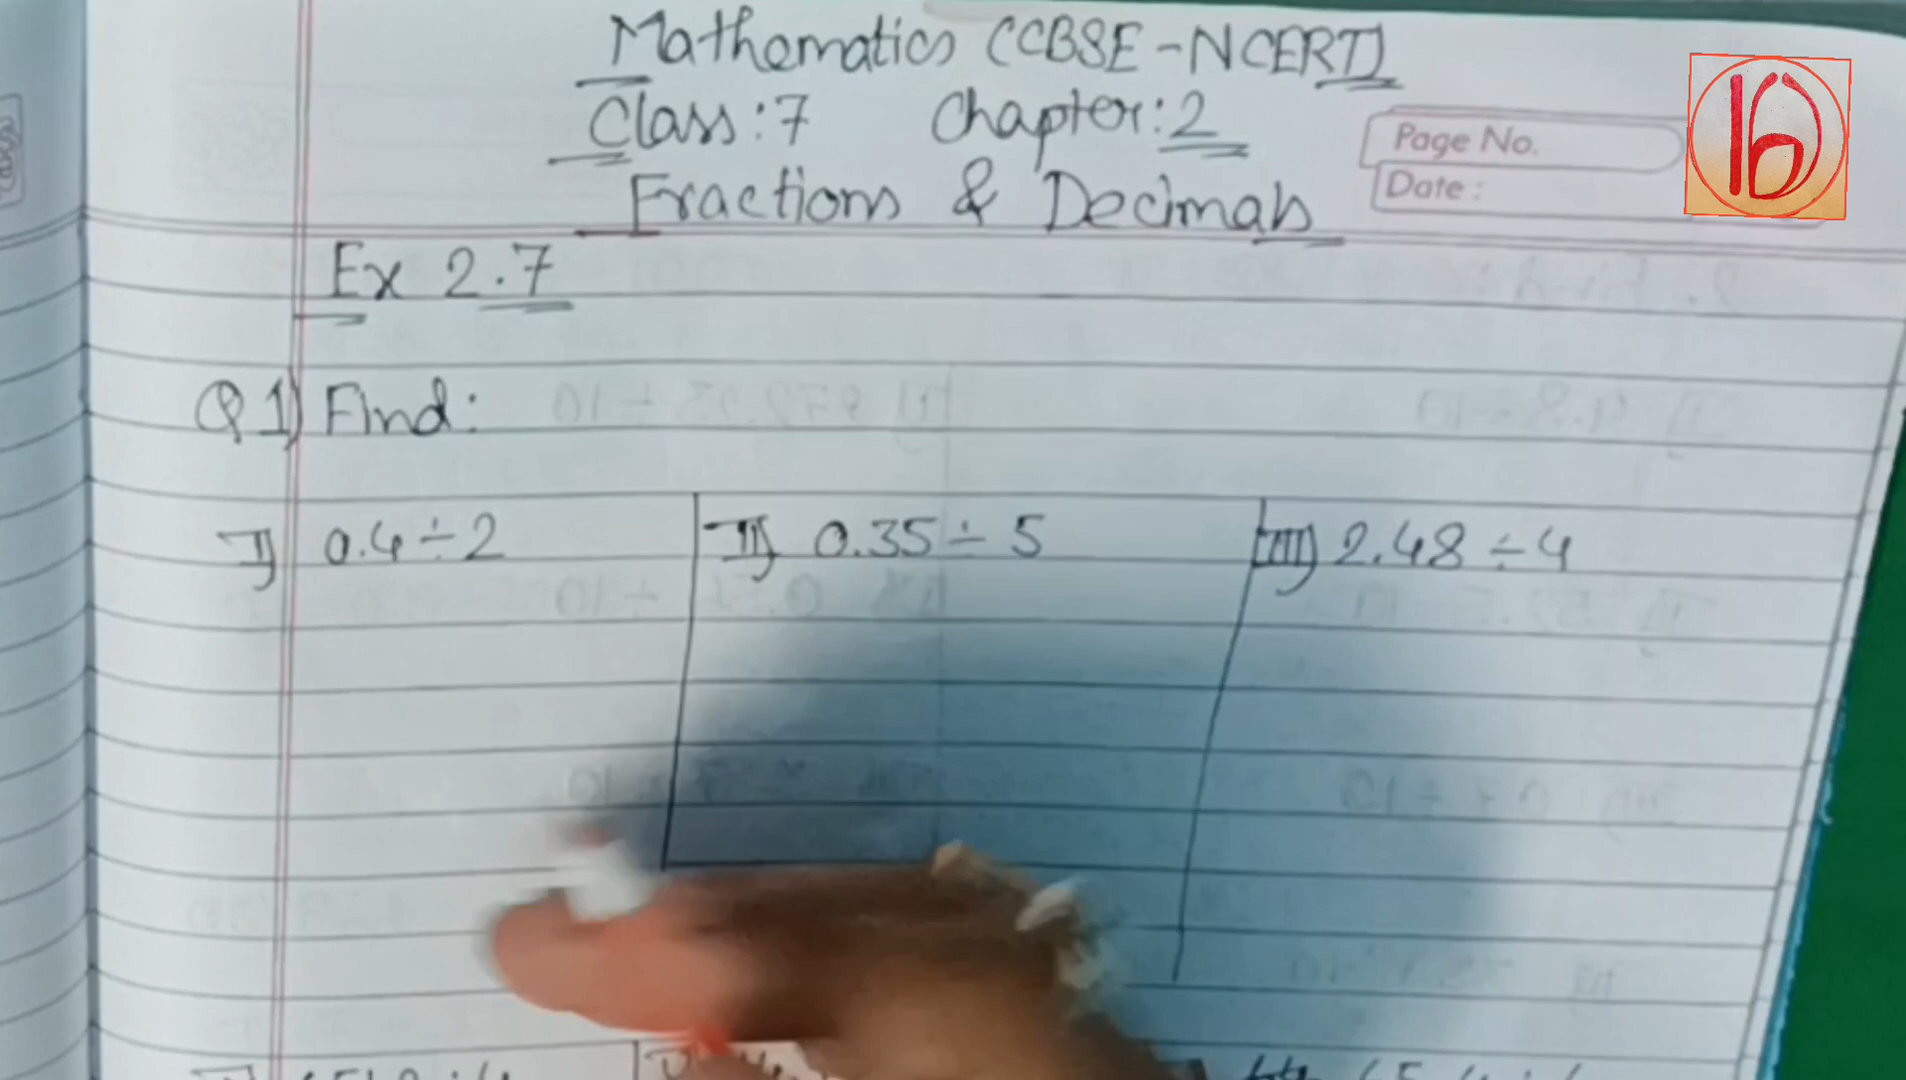 Mathematics (CBSE-NCERT)
Class:7 Chapter:2
Page No.
Date:
Fractions & Decimals
Ex 2.7
Q1) Find:
I) 0.4÷2
II) 0.35÷5
III) 2.48÷4